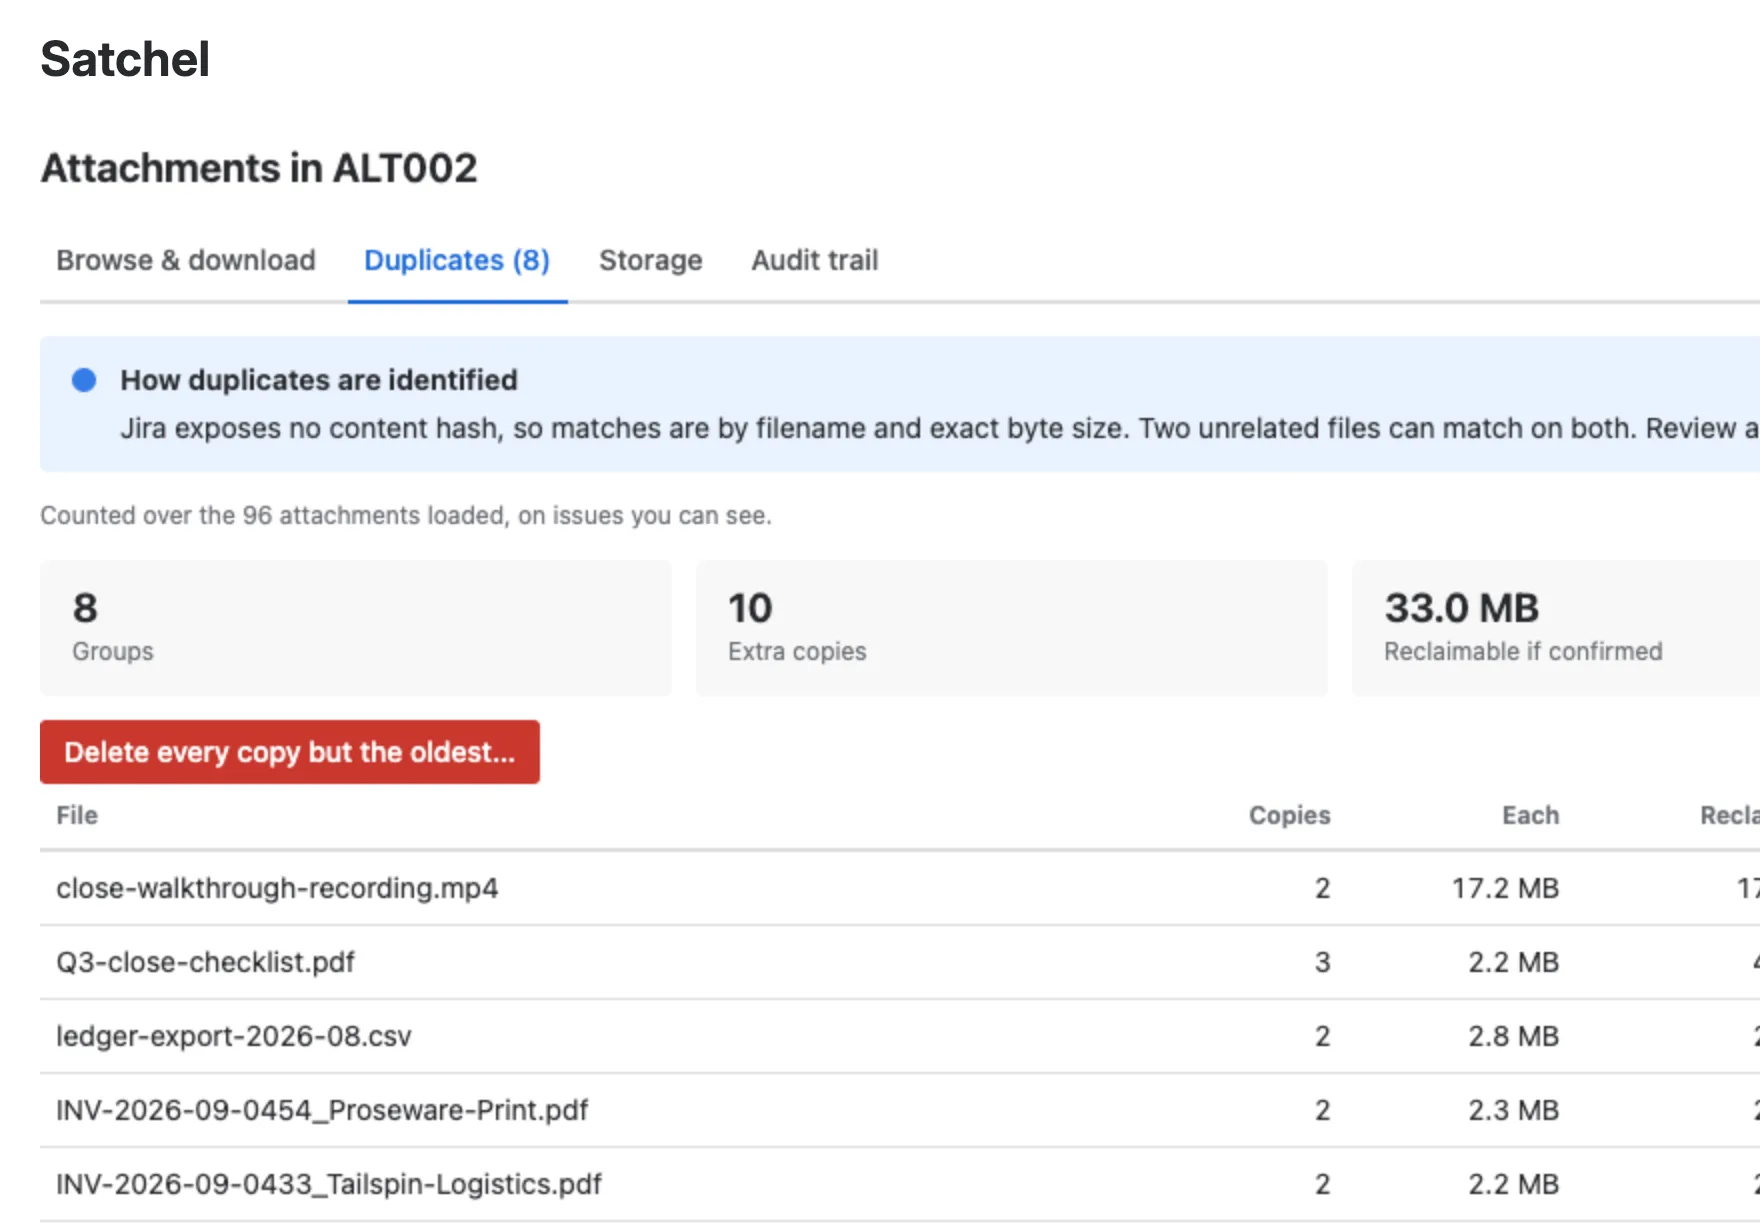 Satchel
Attachments in ALT002
Browse & download Duplicates (8) Storage Audit trail
How duplicates are identified
Jira exposes no content hash, so matches are by filename and exact byte size. Two unrelated files can match on both. Review
Counted over the 96 attachments loaded, on issues you can see.
8 10 33.0 MB
Groups Extra copies Reclaimable if confirmed
Delete every copy but the oldest...
File Copies Each
close-walkthrough-recording.mp4 2 17.2 MB
Q3-close-checklist.pdf 3 2.2 MB
ledger-export-2026-08.csv 2 2.8 MB
INV-2026-09-0454_Proseware-Print.pdf 2 2.3 MB
INV-2026-09-0433_Tailspin-Logistics.pdf 2 2.2 MB